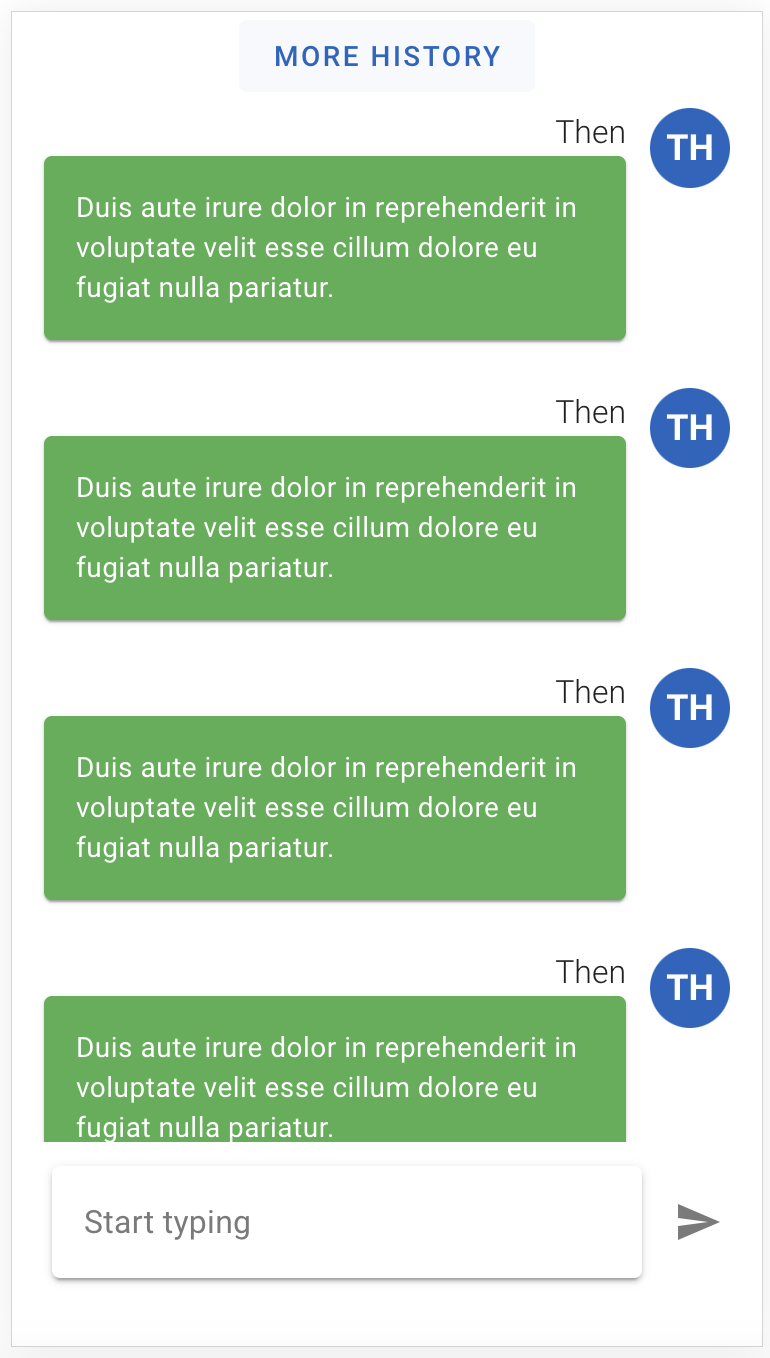 MORE HISTORY
Then
TH
Duis aute irure dolor in reprehenderit in
voluptate velit esse cillum dolore eu
fugiat nulla pariatur.
Then
TH
Duis aute irure dolor in reprehenderit in
voluptate velit esse cillum dolore eu
fugiat nulla pariatur.
Then
TH
Duis aute irure dolor in reprehenderit in
voluptate velit esse cillum dolore eu
fugiat nulla pariatur.
Then
TH
Duis aute irure dolor in reprehenderit in
voluptate velit esse cillum dolore eu
fugiat nulla pariatur.
Start typing